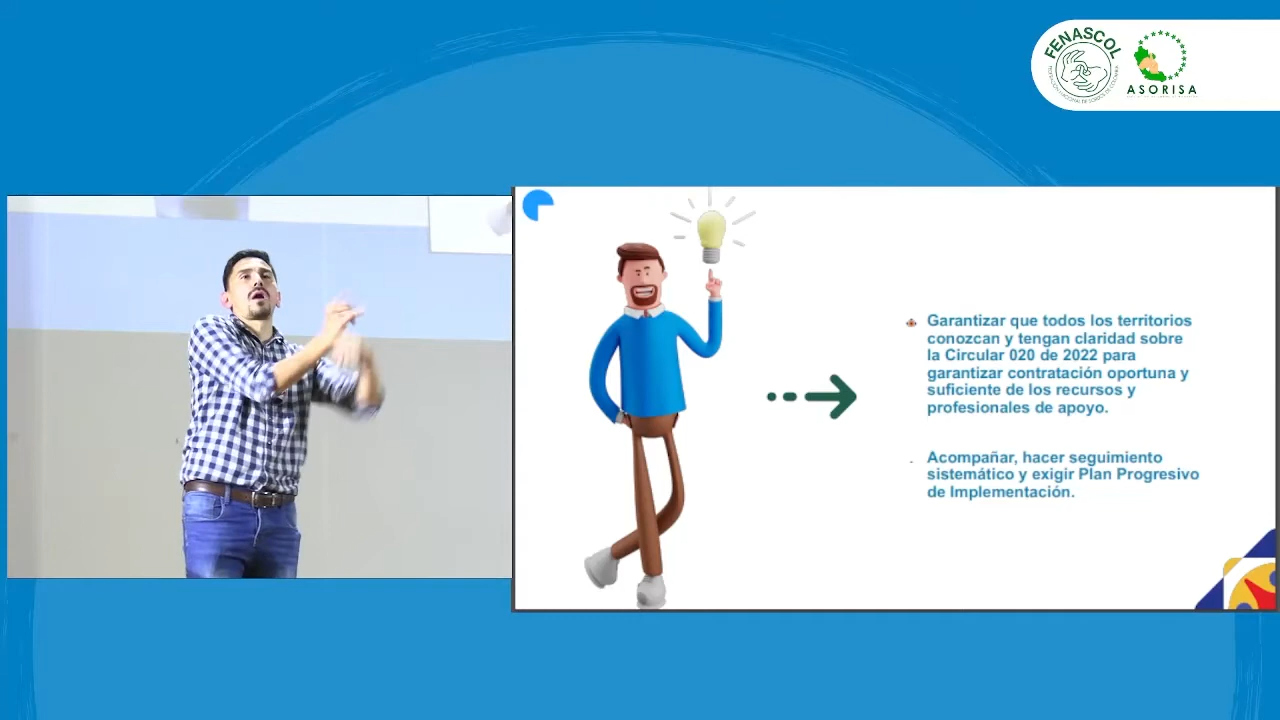 FENASCOL
ASORISA
Garantizar que todos los territorios
conozcan y tengan claridad sobre
la Circular 020 de 2022 para
garantizar contratación oportuna y
suficiente de los recursos y
profesionales de apoyo.
Acompañar, hacer seguimiento
sistemático y exigir Plan Progresivo
de Implementación.